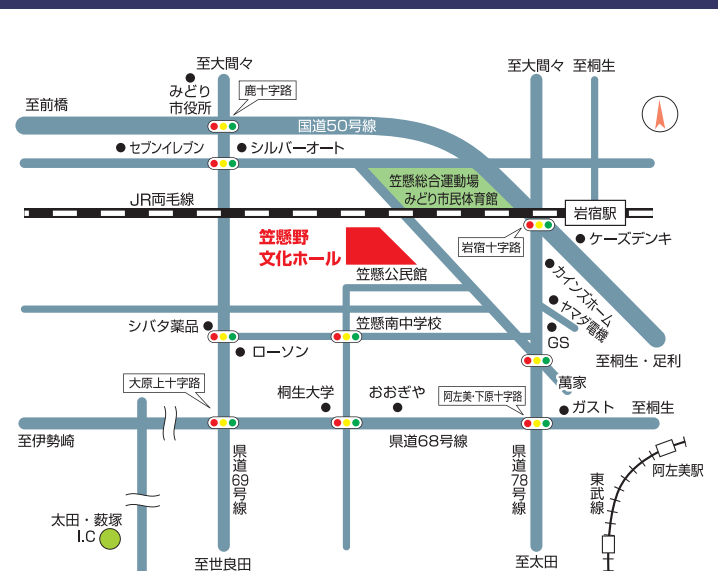 至大間々
至大間々
至桐生
みどり
市役所
鹿十字路
至前橋
国道50号線
セブンイレブン
シルバーオート
笠懸総合運動場
みどり市民体育館
JR両毛線
岩宿駅
笠懸野
文化ホール
岩宿十字路
ケーズデンキ
笠懸公民館
カインズホーム
ヤマダ電機
シバタ薬品
笠懸南中学校
GS
ローソン
至桐生・足利
大原上十字路
桐生大学
おおぎや
阿左美・下原十字路
萬家
ガスト
至桐生
至伊勢崎
県道68号線
県道69号線
県道78号線
東武線
阿左美駅
太田・薮塚
I.C
至世良田
至太田